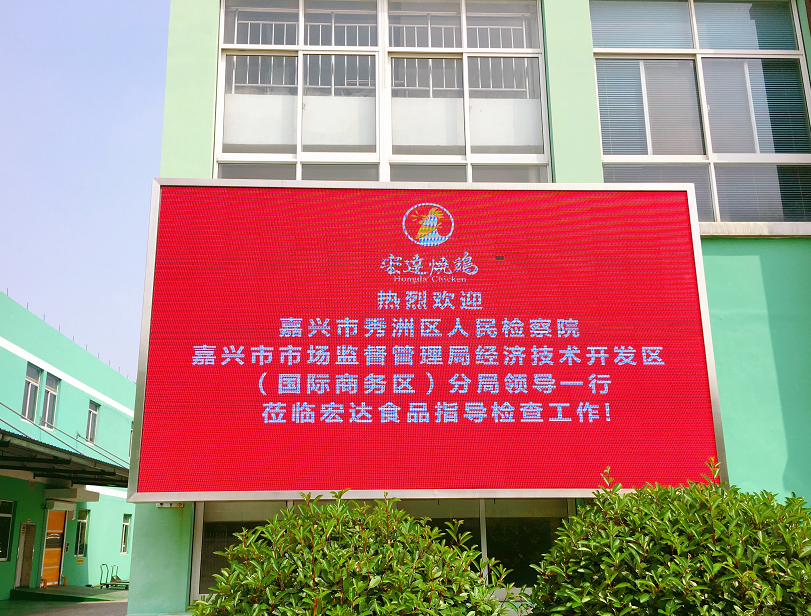 宏達燒鷄
Hongda Chicken
热烈欢迎
嘉兴市秀洲区人民检察院
嘉兴市市场监督管理局经济技术开发区
（国际商务区）分局领导一行
莅临宏达食品指导检查工作！